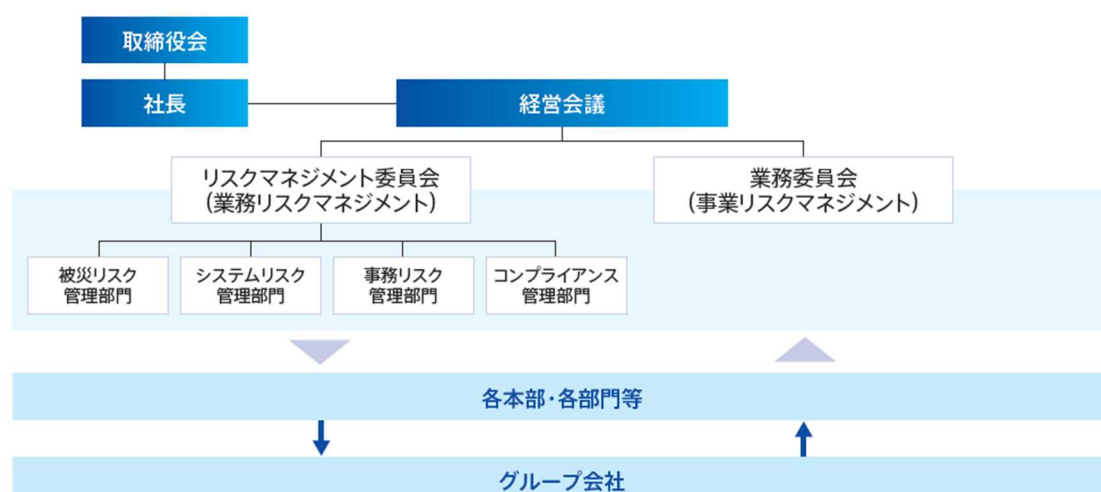 取締役会
社長
経営会議
リスクマネジメント委員会
(業務リスクマネジメント)
業務委員会
(事業リスクマネジメント)
被災リスク
管理部門
システムリスク
管理部門
事務リスク
管理部門
コンプライアンス
管理部門
各本部・各部門等
グループ会社